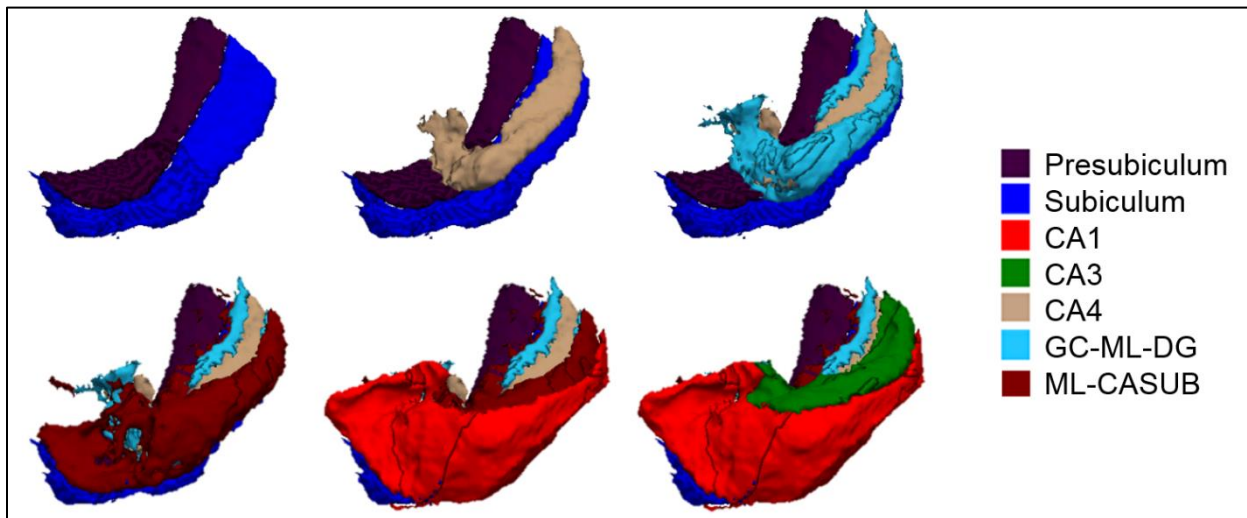 Presubiculum
Subiculum
CA1
CA3
CA4
GC-ML-DG
ML-CASUB